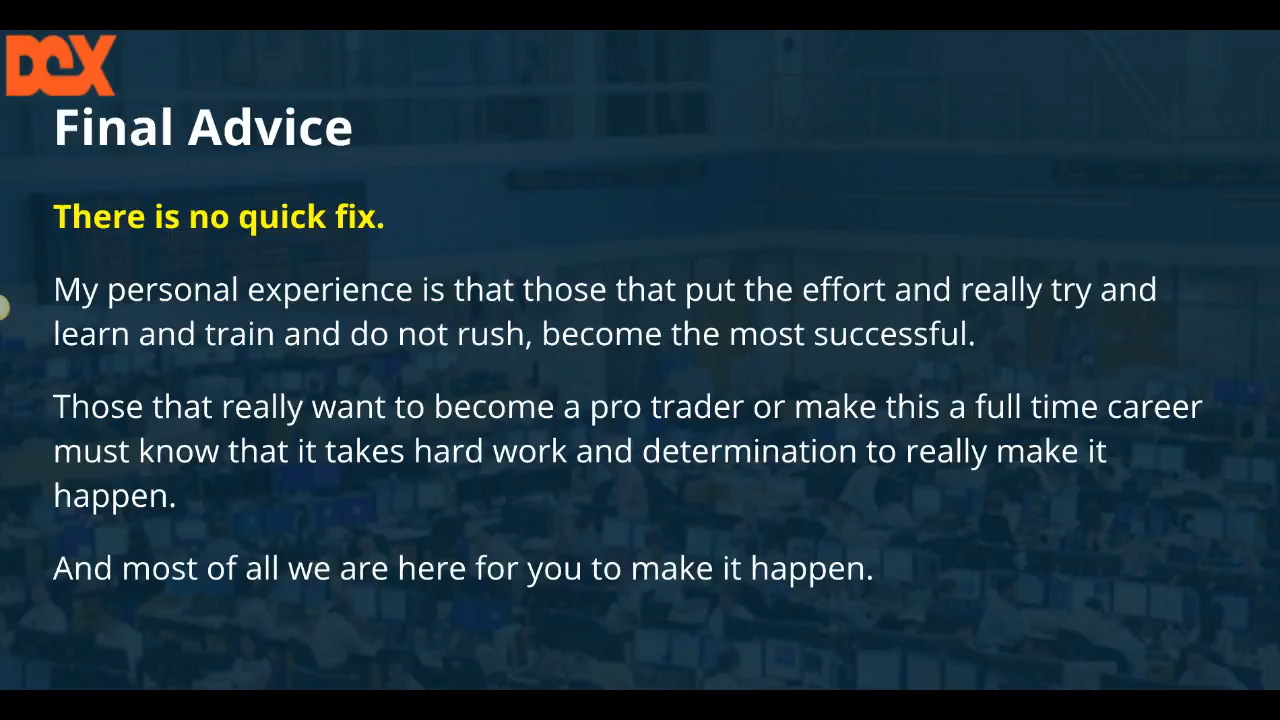 DEX
Final Advice
There is no quick fix.
My personal experience is that those that put the effort and really try and
learn and train and do not rush, become the most successful.
Those that really want to become a pro trader or make this a full time career
must know that it takes hard work and determination to really make it
happen.
And most of all we are here for you to make it happen.